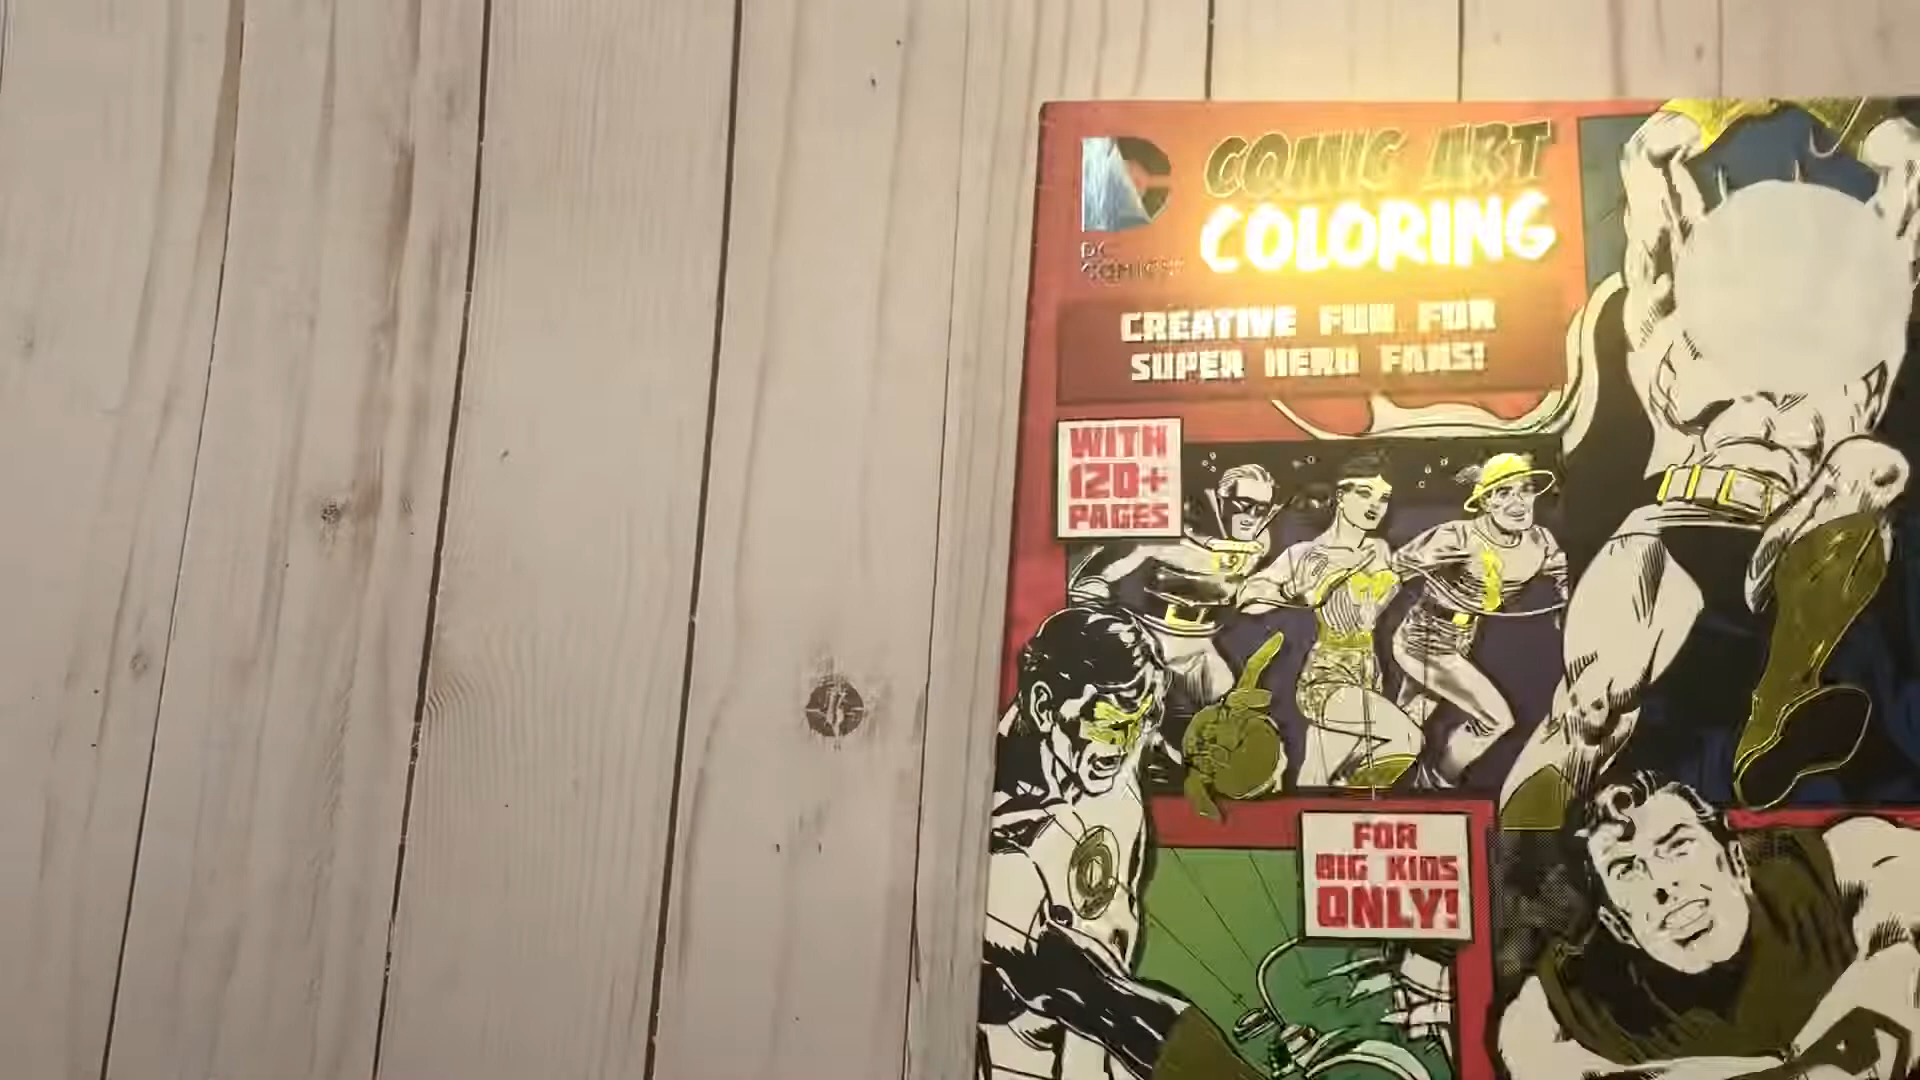 DC
COMICS
COMIC ART
COLORING
CREATIVE FUN FOR
SUPER HERO FANS!
WITH
120+
PAGES
FOR
BIG KIDS
ONLY!